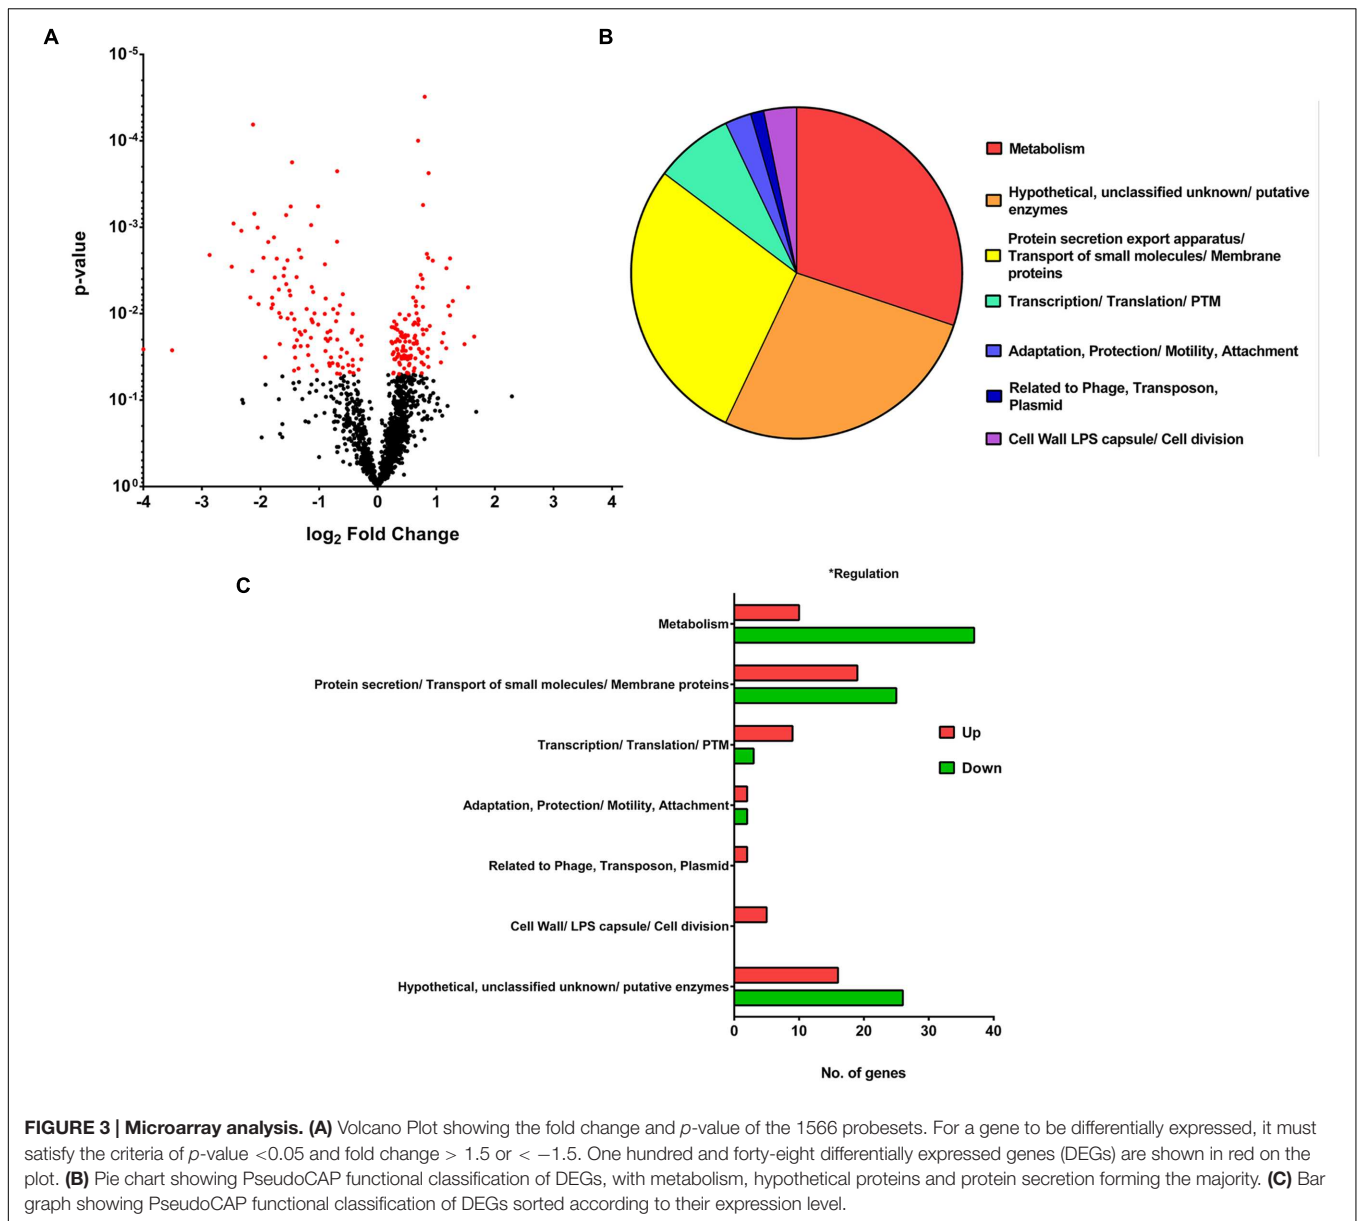 A
B
10-5
10-4
10-3
10-2
10-1
100
p-value
-4 -3 -2 -1 0 1 2 3 4
log2 Fold Change
Metabolism
Hypothetical, unclassified unknown/ putative
enzymes
Protein secretion export apparatus/
Transport of small molecules/ Membrane
proteins
Transcription/ Translation/ PTM
Adaptation, Protection/ Motility, Attachment
Related to Phage, Transposon,
Plasmid
Cell Wall LPS capsule/ Cell division
C
*Regulation
Metabolism
Protein secretion/ Transport of small molecules/ Membrane proteins
Transcription/ Translation/ PTM
Adaptation, Protection/ Motility, Attachment
Related to Phage, Transposon, Plasmid
Cell Wall/ LPS capsule/ Cell division
Hypothetical, unclassified unknown/ putative enzymes
Up
Down
0 10 20 30 40
No. of genes
FIGURE 3 | Microarray analysis. (A) Volcano Plot showing the fold change and p-value of the 1566 probesets. For a gene to be differentially expressed, it must
satisfy the criteria of p-value <0.05 and fold change > 1.5 or < −1.5. One hundred and forty-eight differentially expressed genes (DEGs) are shown in red on the
plot. (B) Pie chart showing PseudoCAP functional classification of DEGs, with metabolism, hypothetical proteins and protein secretion forming the majority. (C) Bar
graph showing PseudoCAP functional classification of DEGs sorted according to their expression level.